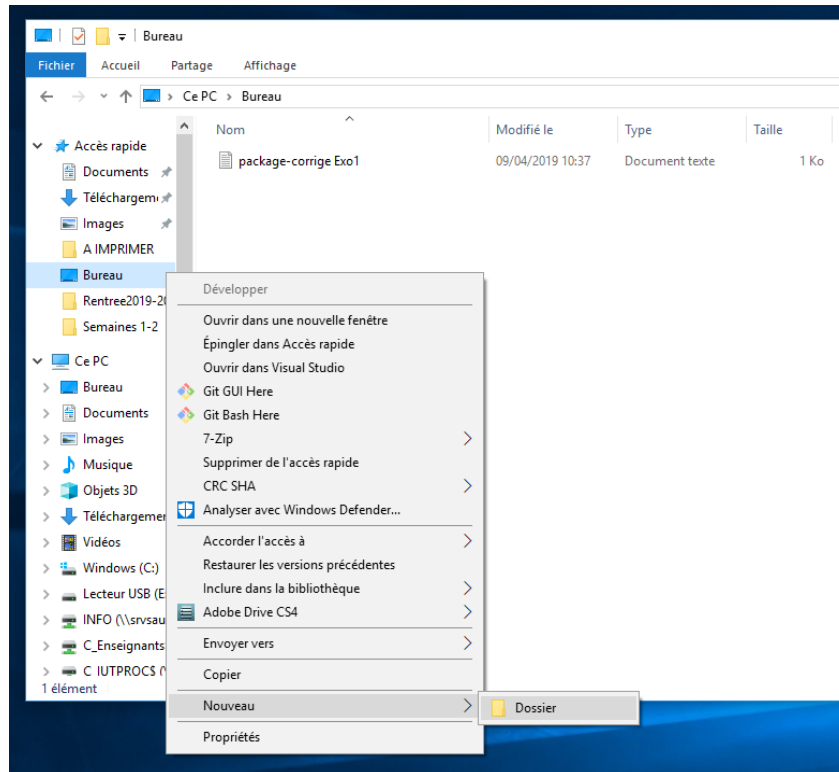 Bureau
Fichier Accueil Partage Affichage
Ce PC > Bureau
Nom Modifié le Type Taille
package-corrige Exo1 09/04/2019 10:37 Document texte 1 Ko
Accès rapide
Documents
Téléchargem
Images
A IMPRIMER
Bureau
Rentree2019-20
Semaines 1-2
Ce PC
Bureau
Documents
Images
Musique
Objets 3D
Téléchargemer
Vidéos
Windows (C:)
Lecteur USB (E
INFO (\\srvsau
C_Enseignants
C IUTPROC$ (
1 élément
Développer
Ouvrir dans une nouvelle fenêtre
Épingler dans Accès rapide
Ouvrir dans Visual Studio
Git GUI Here
Git Bash Here
7-Zip
Supprimer de l'accès rapide
CRC SHA
Analyser avec Windows Defender...
Accorder l'accès à
Restaurer les versions précédentes
Inclure dans la bibliothèque
Adobe Drive CS4
Envoyer vers
Copier
Nouveau
Dossier
Propriétés